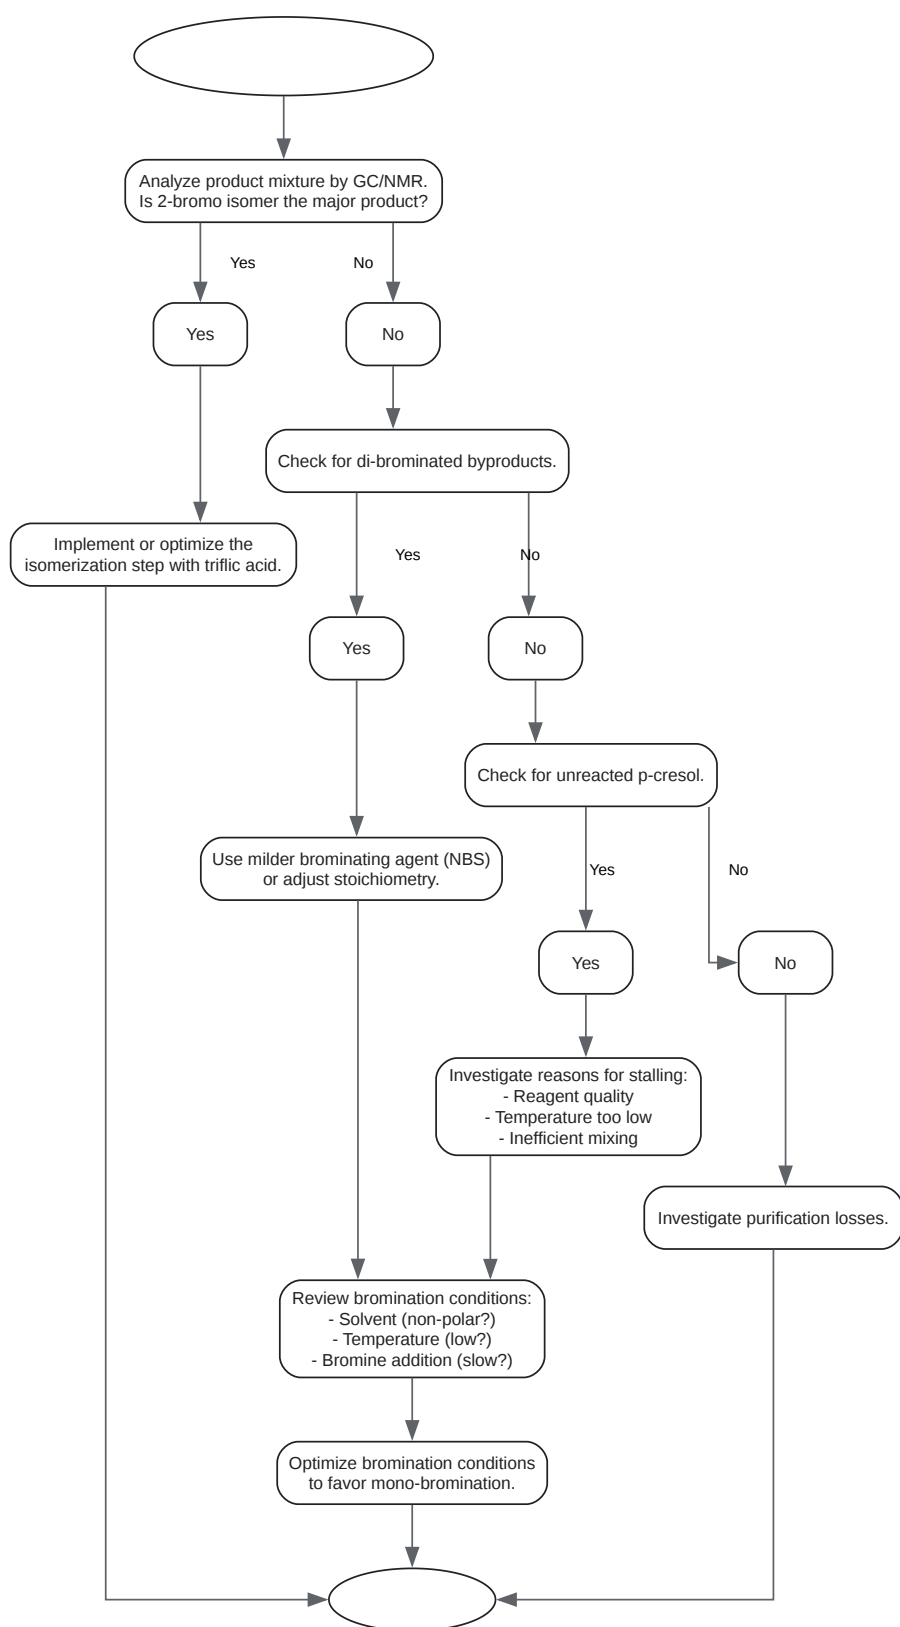 Analyze product mixture by GC/NMR.
Is 2-bromo isomer the major product?
Yes
No
Yes
No
Check for di-brominated byproducts.
Implement or optimize the
isomerization step with triflic acid.
Yes
No
Yes
No
Check for unreacted p-cresol.
Use milder brominating agent (NBS)
or adjust stoichiometry.
Yes
No
Yes
No
Investigate reasons for stalling:
- Reagent quality
- Temperature too low
- Inefficient mixing
Investigate purification losses.
Review bromination conditions:
- Solvent (non-polar?)
- Temperature (low?)
- Bromine addition (slow?)
Optimize bromination conditions
to favor mono-bromination.